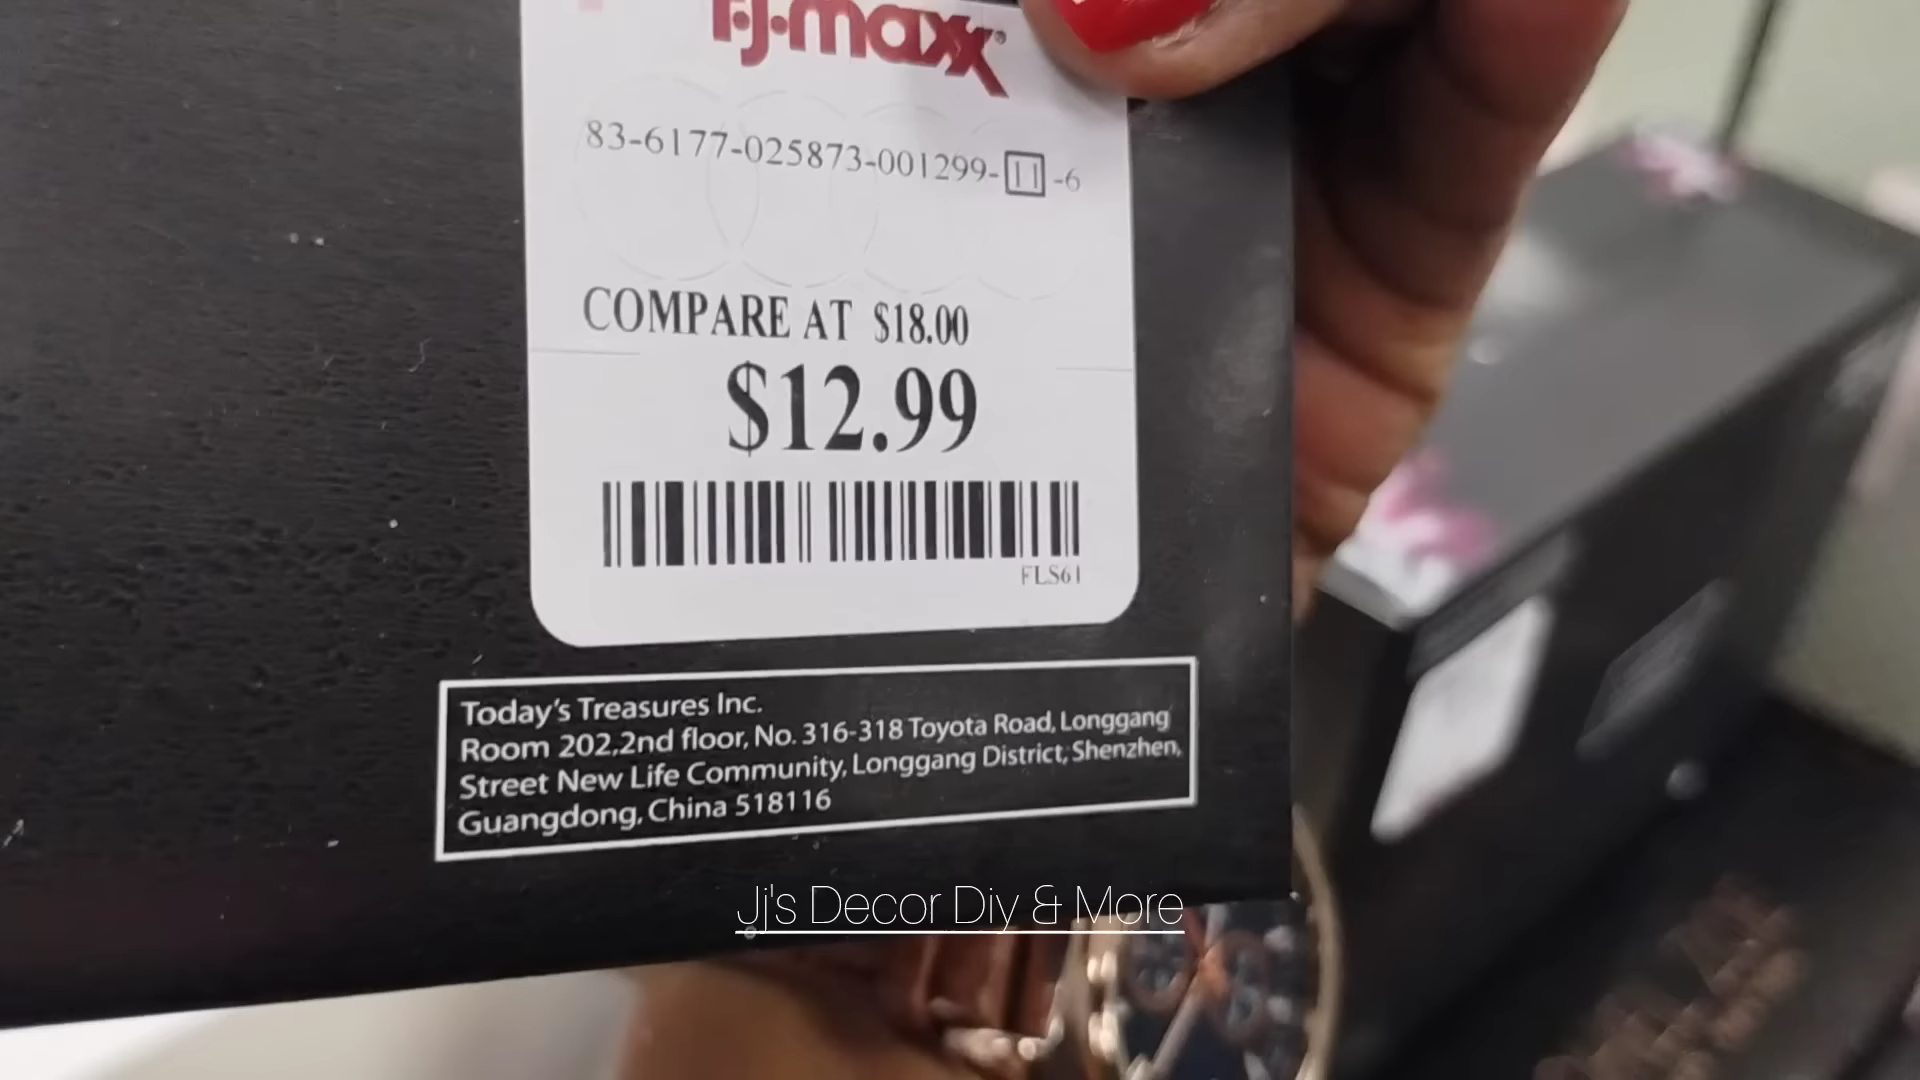 T.J.maxx
83-6177-025873-001299-11-6
COMPARE AT $18.00
$12.99
FLS61
Today's Treasures Inc.
Room 202,2nd floor, No. 316-318 Toyota Road, Longgang
Street New Life Community, Longgang District, Shenzhen,
Guangdong, China 518116
Jj's Decor Diy & More